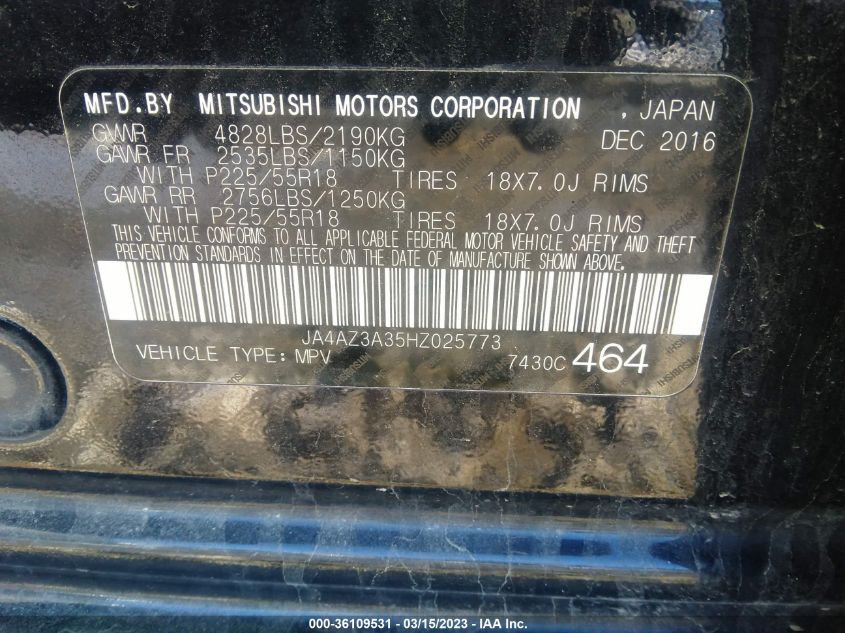 MFD.BY MITSUBISHI MOTORS CORPORATION , JAPAN
GVWR 4828LBS/2190KG DEC 2016
GAWR FR 2535LBS/1150KG
WITH P225/55R18 TIRES 18X7.0J RIMS
GAWR RR 2756LBS/1250KG
WITH P225/55R18 TIRES 18X7.0J RIMS
THIS VEHICLE CONFORMS TO ALL APPLICABLE FEDERAL MOTOR VEHICLE SAFETY AND THEFT
PREVENTION STANDARDS IN EFFECT ON THE DATE OF MANUFACTURE SHOWN ABOVE.
JA4AZ3A35HZ025773
VEHICLE TYPE: MPV 7430C 464
000-36109531 - 03/15/2023 - IAA Inc.